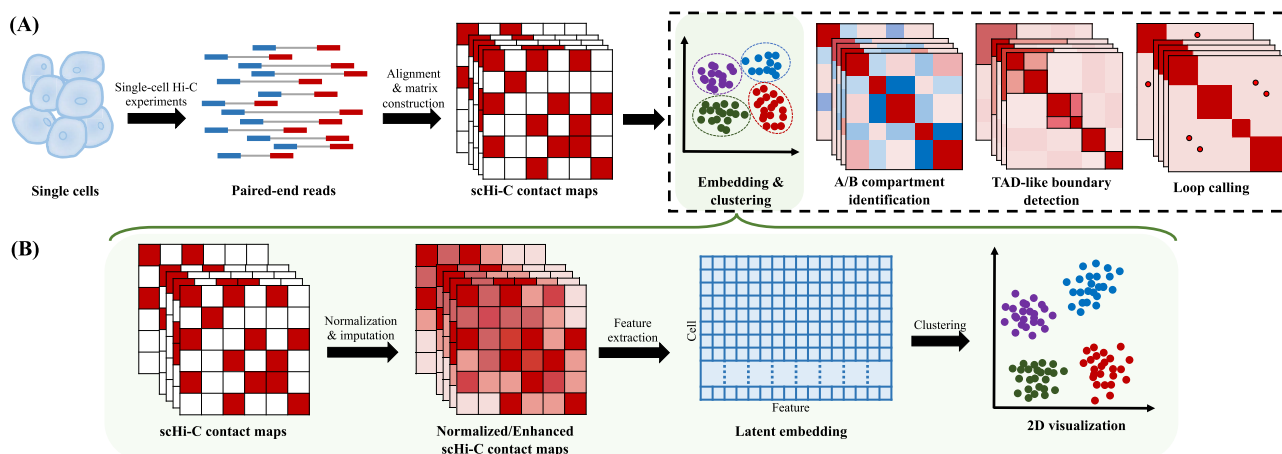 (A)
Single-cell Hi-C
experiments
Alignment
& matrix
construction
Single cells
Paired-end reads
scHi-C contact maps
Embedding &
clustering
A/B compartment
identification
TAD-like boundary
detection
Loop calling
(B)
Normalization
& imputation
Feature
extraction
Cell
Feature
Clustering
scHi-C contact maps
Normalized/Enhanced
scHi-C contact maps
Latent embedding
2D visualization